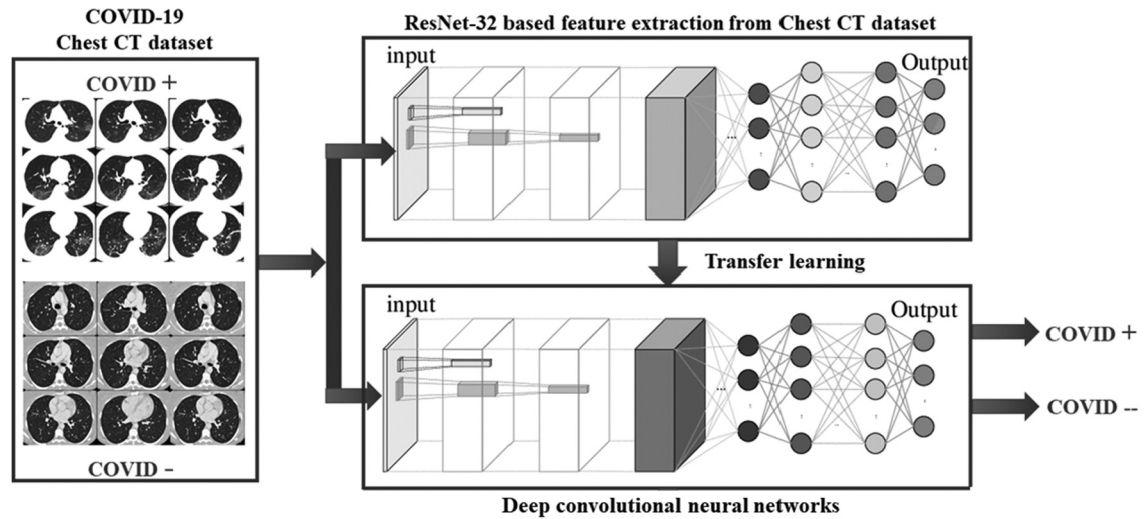 COVID-19
Chest CT dataset
COVID +
COVID -
ResNet-32 based feature extraction from Chest CT dataset
input
Output
...
Transfer learning
input
Output
...
COVID +
COVID --
Deep convolutional neural networks